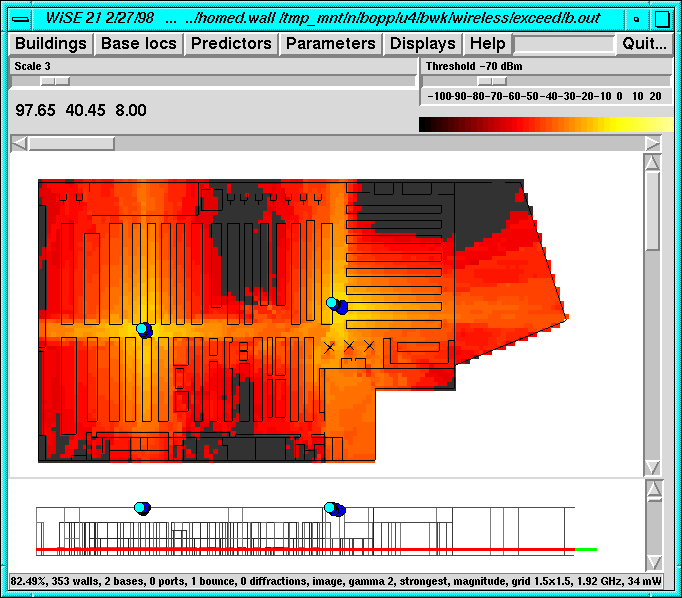 WiSE 21 2/27/98 ... .../homed.wall /tmp_mnt/n/bopp/u4/bwk/wireless/exceed/b.out
Buildings Base locs Predictors Parameters Displays Help Quit...
Scale 3
Threshold -70 dBm
-100-90-80-70-60-50-40-30-20-10 0 10 20
97.65 40.45 8.00
82.49%, 353 walls, 2 bases, 0 ports, 1 bounce, 0 diffractions, image, gamma 2, strongest, magnitude, grid 1.5x1.5, 1.92 GHz, 34 mW